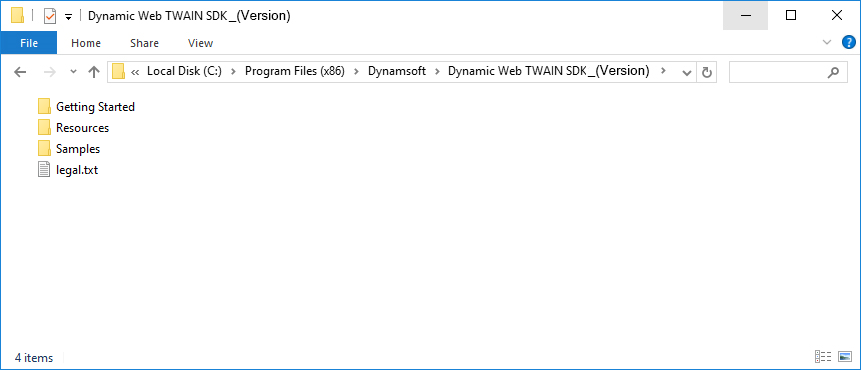 Dynamic Web TWAIN SDK_(Version)
File Home Share View
« Local Disk (C:) > Program Files (x86) > Dynamsoft > Dynamic Web TWAIN SDK_(Version) >
Getting Started
Resources
Samples
legal.txt
4 items